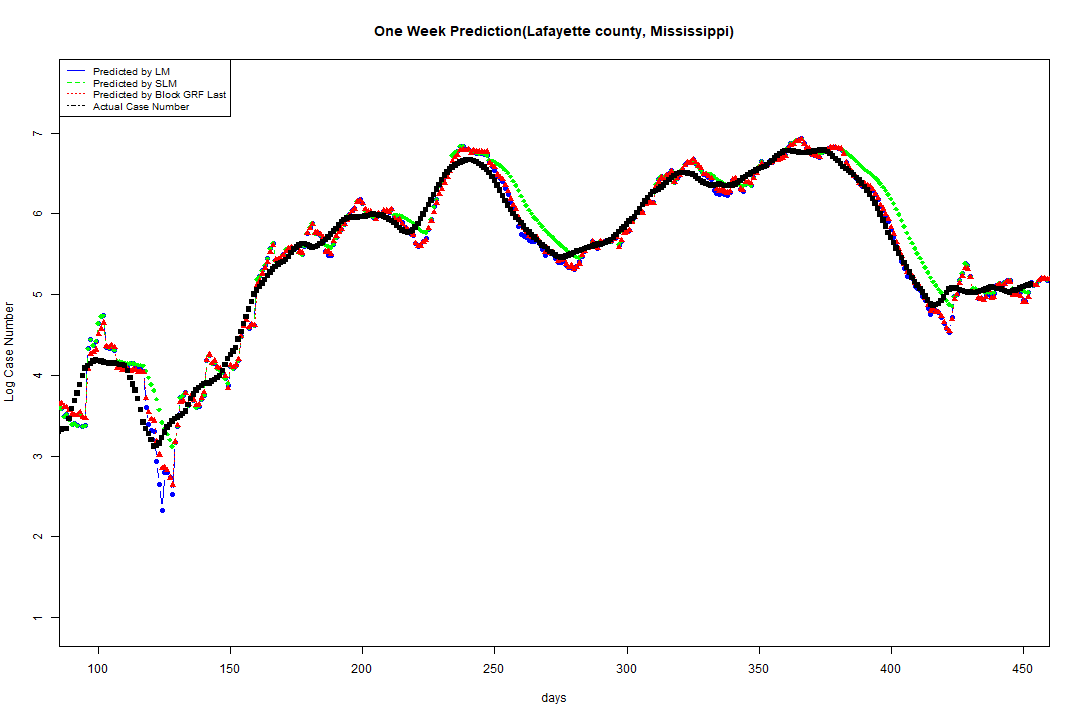 One Week Prediction(Lafayette county, Mississippi)
Predicted by LM
Predicted by SLM
Predicted by Block GRF Last
Actual Case Number
Log Case Number
7
6
5
4
3
2
1
100 150 200 250 300 350 400 450
days